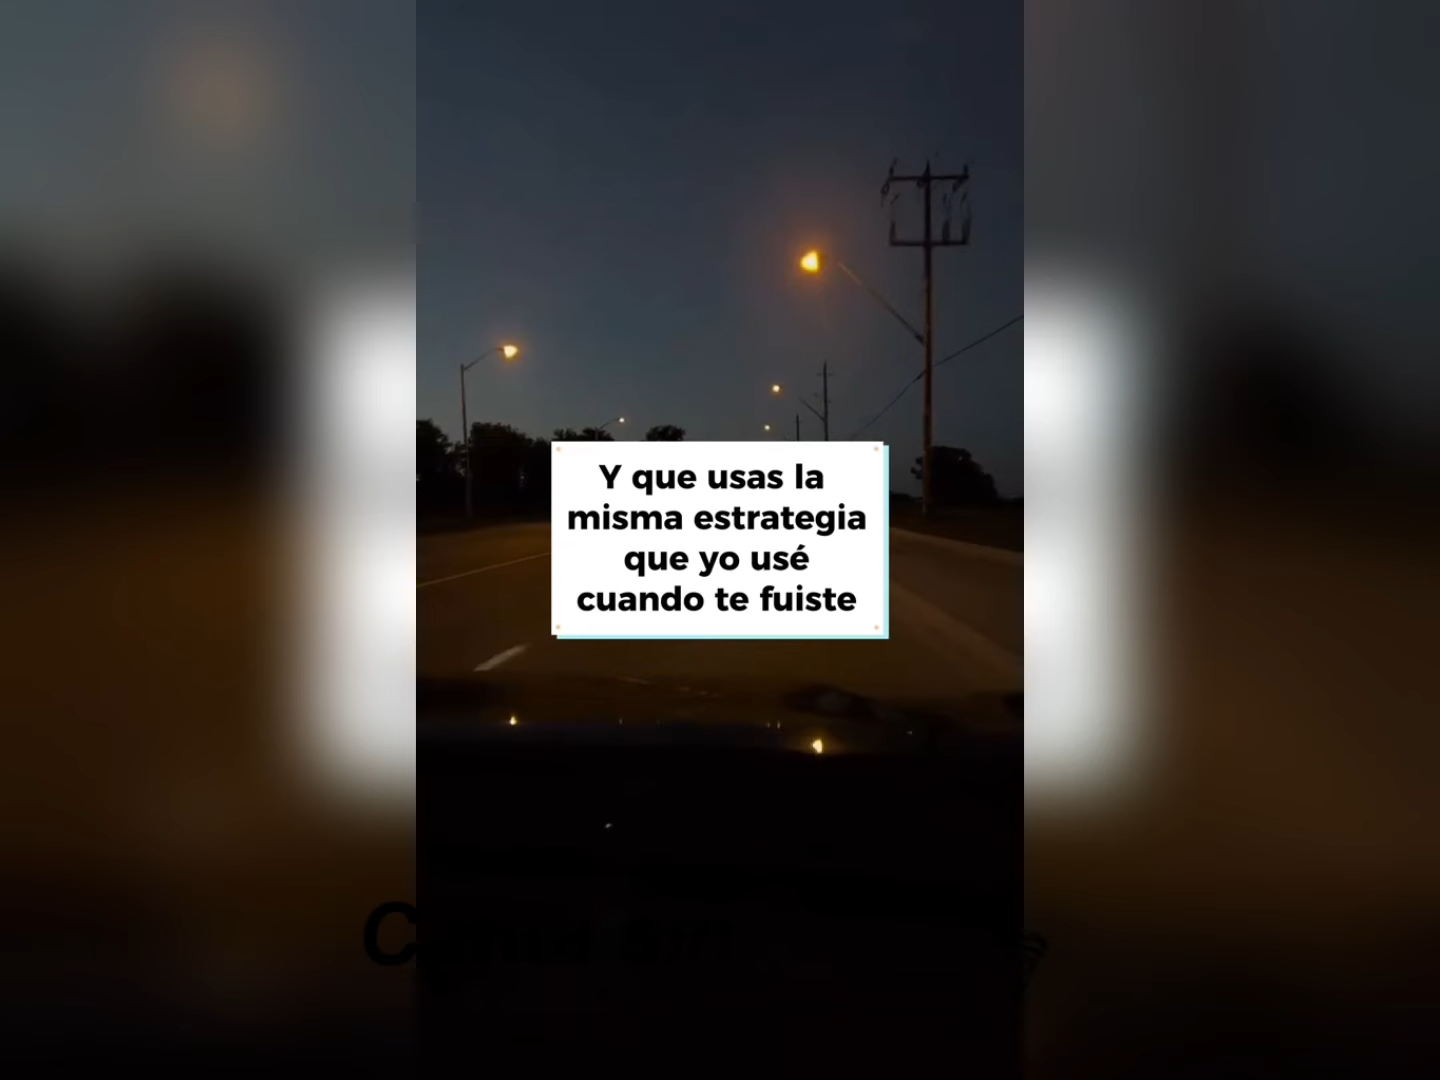 Y que usas la
misma estrategia
que yo usé
cuando te fuiste